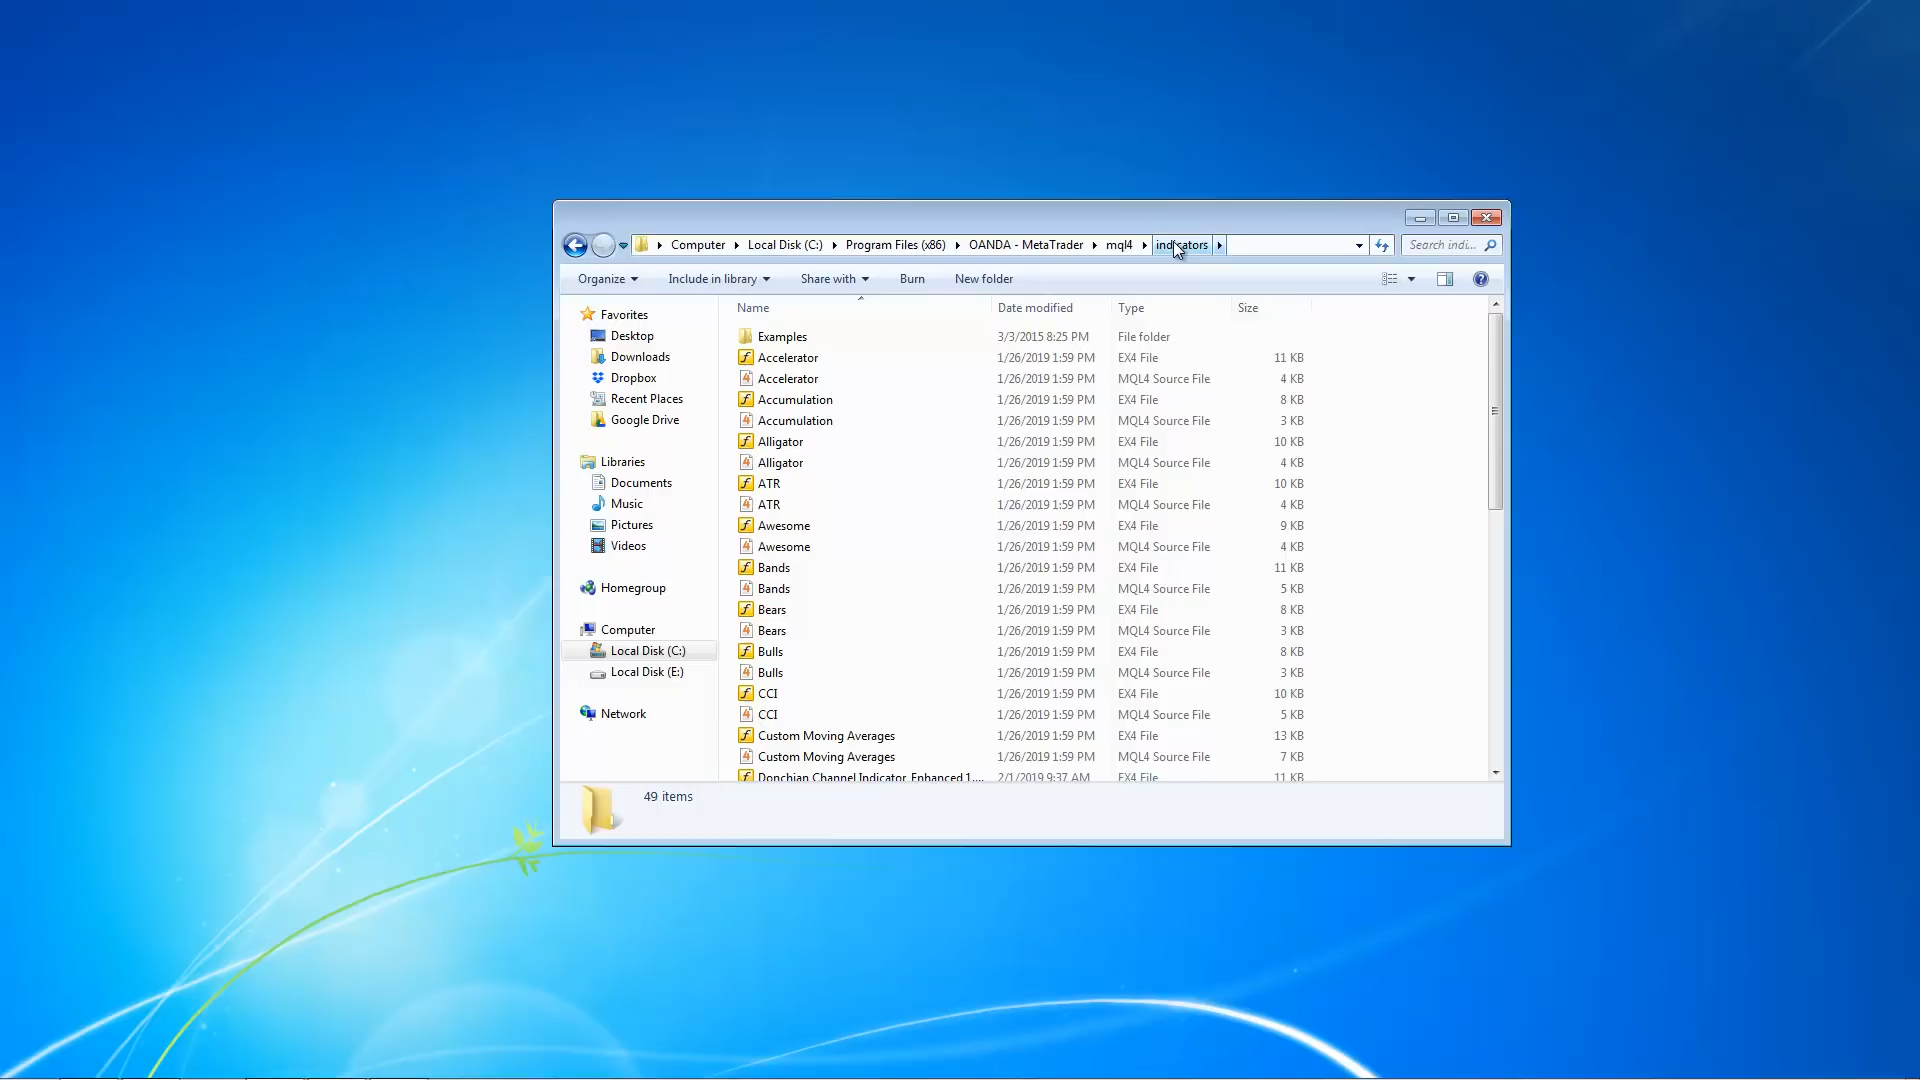 Computer Local Disk (C:) Program Files (x86) OANDA - MetaTrader mql4 indicators Search indi...
Organize Include in library Share with Burn New folder
Favorites
Desktop
Downloads
Dropbox
Recent Places
Google Drive
Libraries
Documents
Music
Pictures
Videos
Homegroup
Computer
Local Disk (C:)
Local Disk (E:)
Network
Name Date modified Type Size
Examples 3/3/2015 8:25 PM File folder
Accelerator 1/26/2019 1:59 PM EX4 File 11 KB
Accelerator 1/26/2019 1:59 PM MQL4 Source File 4 KB
Accumulation 1/26/2019 1:59 PM EX4 File 8 KB
Accumulation 1/26/2019 1:59 PM MQL4 Source File 3 KB
Alligator 1/26/2019 1:59 PM EX4 File 10 KB
Alligator 1/26/2019 1:59 PM MQL4 Source File 4 KB
ATR 1/26/2019 1:59 PM EX4 File 10 KB
ATR 1/26/2019 1:59 PM MQL4 Source File 4 KB
Awesome 1/26/2019 1:59 PM EX4 File 9 KB
Awesome 1/26/2019 1:59 PM MQL4 Source File 4 KB
Bands 1/26/2019 1:59 PM EX4 File 11 KB
Bands 1/26/2019 1:59 PM MQL4 Source File 5 KB
Bears 1/26/2019 1:59 PM EX4 File 8 KB
Bears 1/26/2019 1:59 PM MQL4 Source File 3 KB
Bulls 1/26/2019 1:59 PM EX4 File 8 KB
Bulls 1/26/2019 1:59 PM MQL4 Source File 3 KB
CCI 1/26/2019 1:59 PM EX4 File 10 KB
CCI 1/26/2019 1:59 PM MQL4 Source File 5 KB
Custom Moving Averages 1/26/2019 1:59 PM EX4 File 13 KB
Custom Moving Averages 1/26/2019 1:59 PM MQL4 Source File 7 KB
Donchian Channel Indicator Enhanced 1.... 2/1/2019 9:37 AM EX4 File 11 KB
49 items